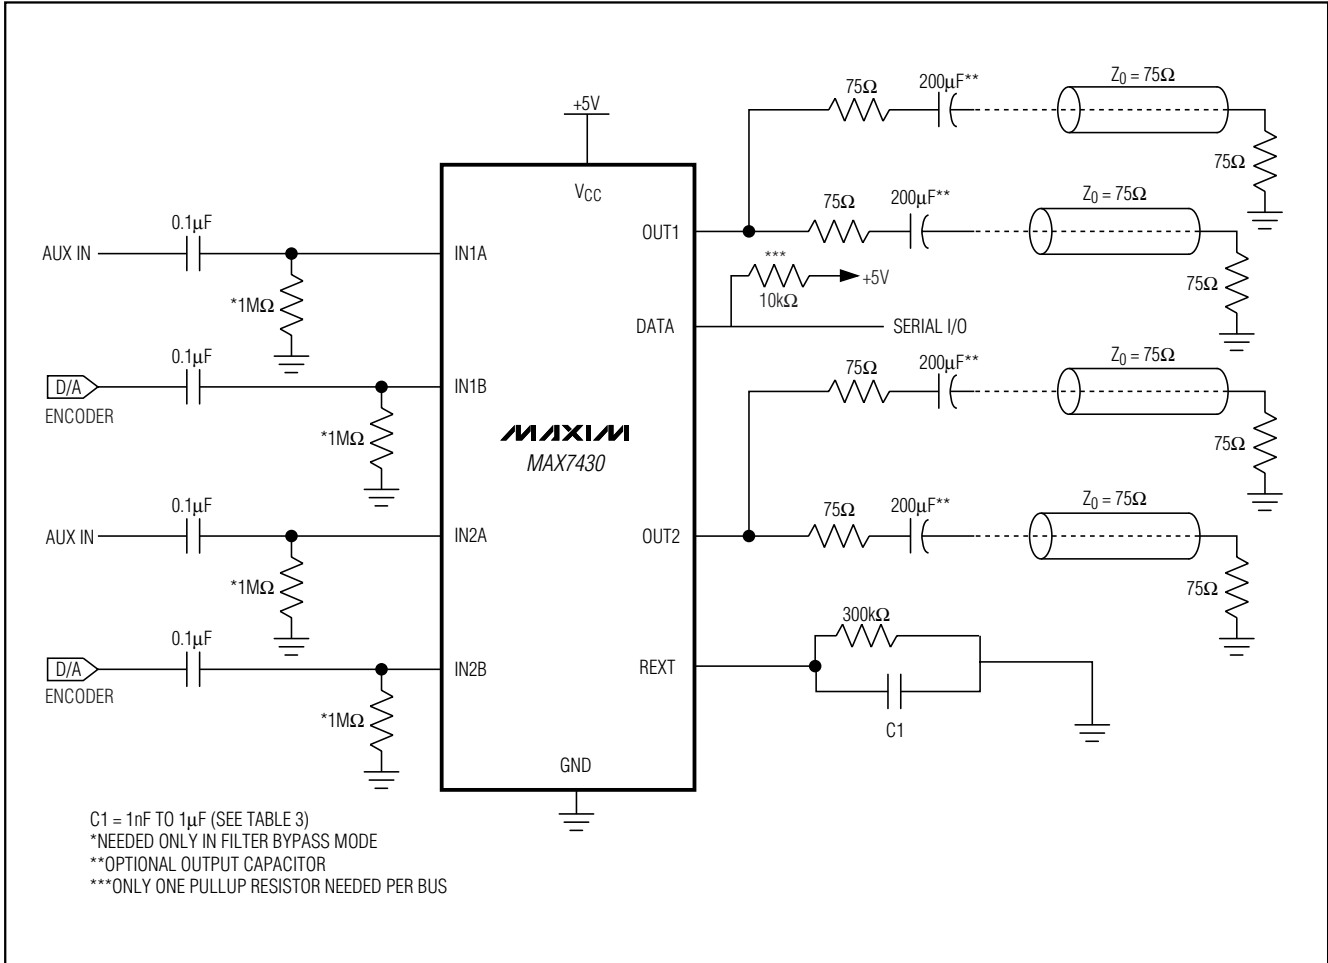 +5V
VCC
AUX IN
0.1µF
*1MΩ
IN1A
D/A
ENCODER
0.1µF
*1MΩ
IN1B
AUX IN
0.1µF
*1MΩ
IN2A
D/A
ENCODER
0.1µF
*1MΩ
IN2B
MAXIM
MAX7430
GND
OUT1
75Ω
200µF**
Z0 = 75Ω
75Ω
75Ω
200µF**
Z0 = 75Ω
75Ω
DATA
***
10kΩ
+5V
SERIAL I/O
OUT2
75Ω
200µF**
Z0 = 75Ω
75Ω
75Ω
200µF**
Z0 = 75Ω
75Ω
REXT
300kΩ
C1
C1 = 1nF TO 1µF (SEE TABLE 3)
*NEEDED ONLY IN FILTER BYPASS MODE
**OPTIONAL OUTPUT CAPACITOR
***ONLY ONE PULLUP RESISTOR NEEDED PER BUS